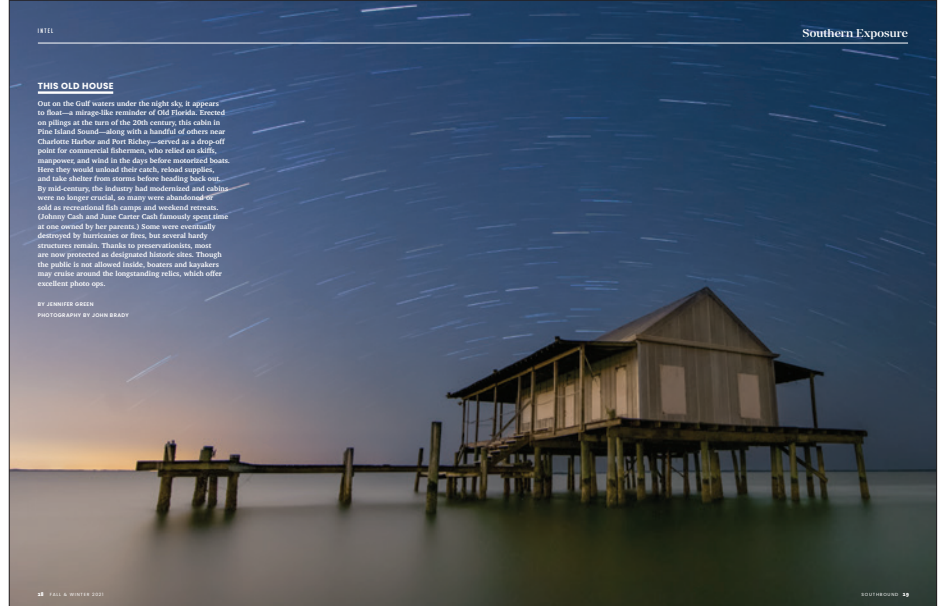 INTEL
Southern Exposure
THIS OLD HOUSE
Out on the Gulf waters under the night sky, it appears
to float—a mirage-like reminder of Old Florida. Erected
on pilings at the turn of the 20th century, this cabin in
Pine Island Sound—along with a handful of others near
Charlotte Harbor and Port Richey—served as a drop-off
point for commercial fishermen, who relied on skiffs,
manpower, and wind in the days before motorized boats.
Here they would unload their catch, reload supplies,
and take shelter from storms before heading back out.
By mid-century, the industry had modernized and cabins
were no longer crucial, so many were abandoned or
sold as recreational fish camps and weekend retreats.
(Johnny Cash and June Carter Cash famously spent time
at one owned by her parents.) Some were eventually
destroyed by hurricanes or fires, but several hardy
structures remain. Thanks to preservationists, most
are now protected as designated historic sites. Though
the public is not allowed inside, boaters and kayakers
may cruise around the longstanding relics, which offer
excellent photo ops.
BY JENNIFER GREEN
PHOTOGRAPHY BY JOHN BRADY
18 FALL & WINTER 2021
SOUTHBOUND 19